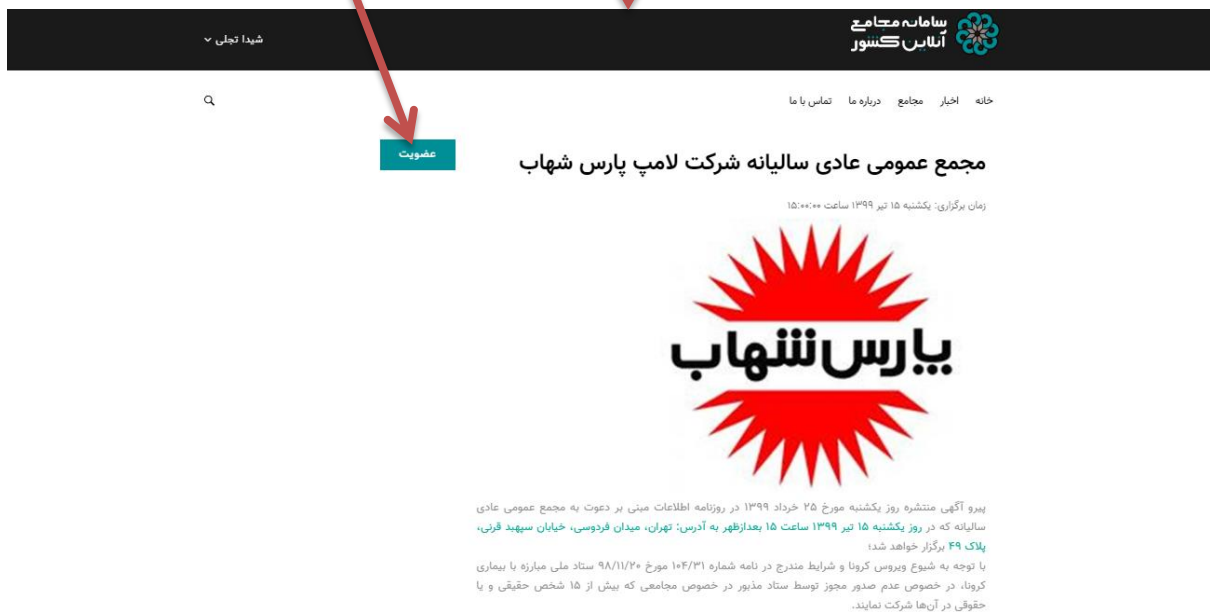 سامانه مجامع
آنلاین کشور
شیدا تجلی
خانه اخبار مجامع درباره ما تماس با ما
عضویت
مجمع عمومی عادی سالیانه شرکت لامپ پارس شهاب
زمان برگزاری: یکشنبه ۱۵ تیر ۱۳۹۹ ساعت ۱۵:۰۰:۰۰
پارس شهاب
پیرو آگهی منتشره روز یکشنبه مورخ ۲۵ خرداد ۱۳۹۹ در روزنامه اطلاعات مبنی بر دعوت به مجمع عمومی عادی
سالیانه که در روز یکشنبه ۱۵ تیر ۱۳۹۹ ساعت ۱۵ بعدازظهر به آدرس: تهران، میدان فردوسی، خیابان سپهبد قرنی،
پلاک ۴۹ برگزار خواهد شد؛
با توجه به شیوع ویروس کرونا و شرایط مندرج در نامه شماره ۱۰۴/۳۱ مورخ ۹۸/۱۱/۲۰ ستاد ملی مبارزه با بیماری
کرونا، در خصوص عدم صدور مجوز توسط ستاد مذبور در خصوص مجامعی که بیش از ۱۵ شخص حقیقی و یا
حقوقی در آن‌ها شرکت نمایند.